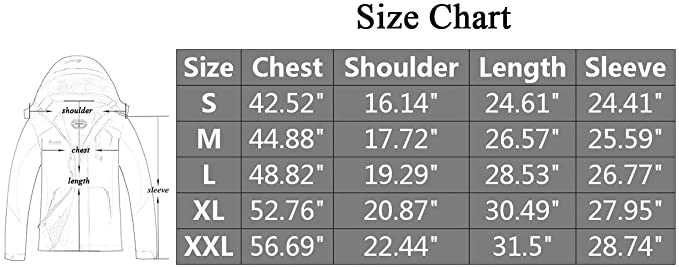 Size Chart
shoulder
chest
length
sleeve
Size Chest Shoulder Length Sleeve
S 42.52" 16.14" 24.61" 24.41"
M 44.88" 17.72" 26.57" 25.59"
L 48.82" 19.29" 28.53" 26.77"
XL 52.76" 20.87" 30.49" 27.95"
XXL 56.69" 22.44" 31.5" 28.74"